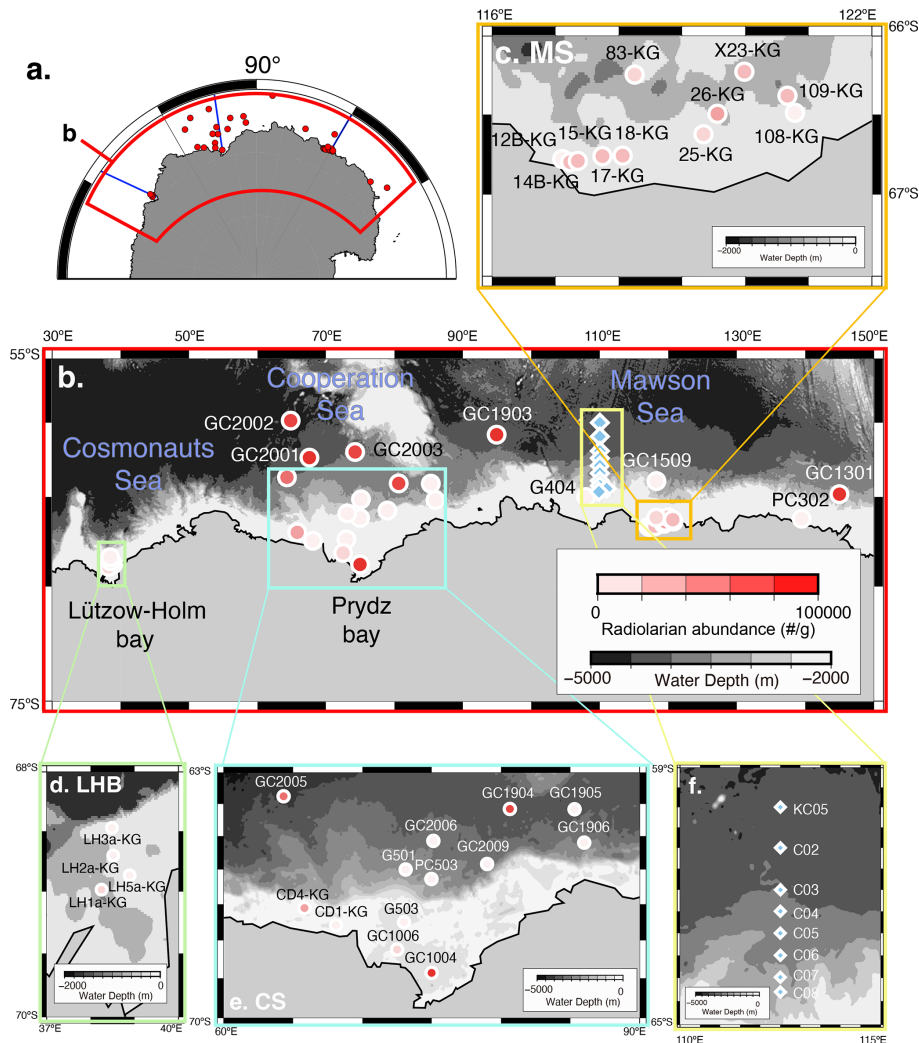 116°E
122°E
66°S
a.
90°
b
c. MS
83-KG
X23-KG
26-KG
109-KG
108-KG
12B-KG
15-KG
18-KG
25-KG
14B-KG
17-KG
67°S
−2000
0
Water Depth (m)
30°E
50°E
70°E
90°E
110°E
130°E
150°E
55°S
b.
Cooperation
Sea
Mawson
Sea
GC2002
GC1903
Cosmonauts
Sea
GC2001
GC2003
GC1509
GC1301
G404
PC302
Lützow-Holm
bay
Prydz
bay
0
100000
Radiolarian abundance (#/g)
−5000
−2000
Water Depth (m)
75°S
68°S
d. LHB
LH3a-KG
LH2a-KG
LH5a-KG
LH1a-KG
−2000
0
Water Depth (m)
70°S
37°E
40°E
63°S
GC2005
GC1904
GC1905
GC2006
GC1906
GC2009
G501
PC503
CD4-KG
CD1-KG
G503
GC1006
GC1004
−5000
0
Water Depth (m)
e. CS
70°S
60°E
90°E
59°S
f.
KC05
C02
C03
C04
C05
C06
C07
C08
−5000
0
Water Depth (m)
65°S
110°E
115°E